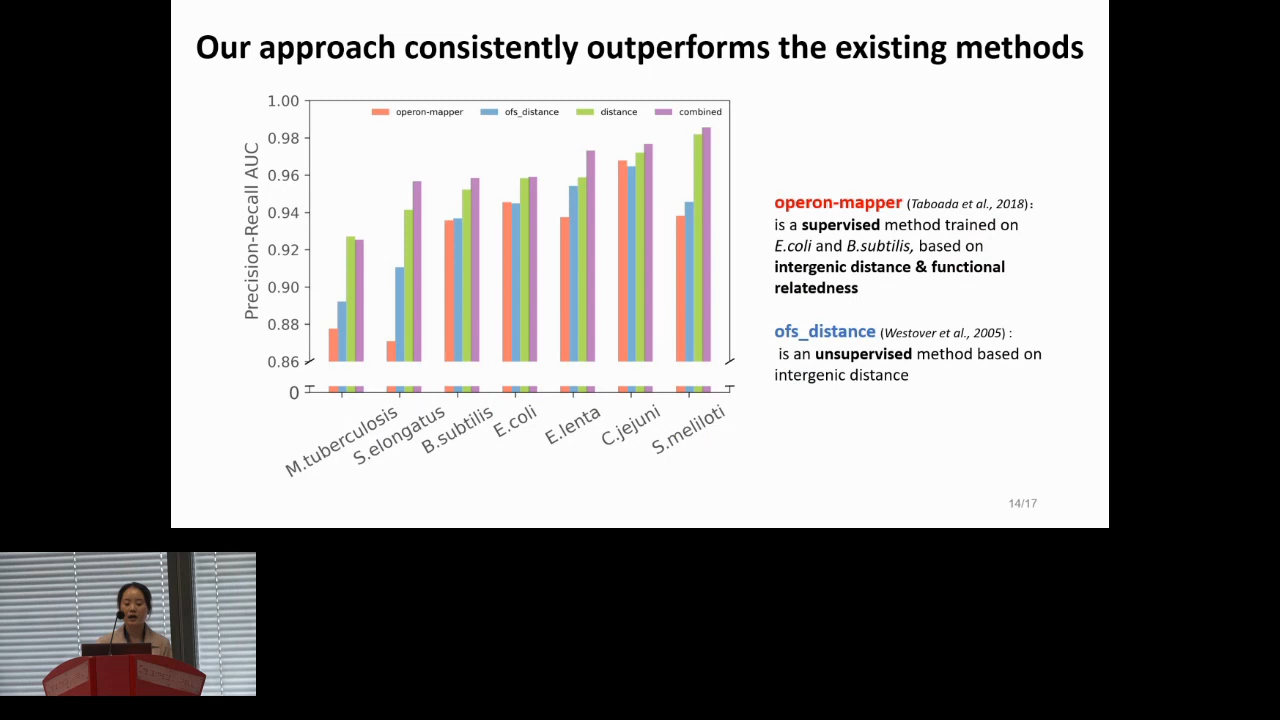 Our approach consistently outperforms the existing methods
operon-mapper ofs_distance distance combined
Precision-Recall AUC
1.00
0.98
0.96
0.94
0.92
0.90
0.88
0.86
0
M.tuberculosis
S.elongatus
B.subtilis
E.coli
E.lenta
C.jejuni
S.meliloti
operon-mapper (Taboada et al., 2018):
is a supervised method trained on
E.coli and B.subtilis, based on
intergenic distance & functional
relatedness
ofs_distance (Westover et al., 2005) :
is an unsupervised method based on
intergenic distance
14/17